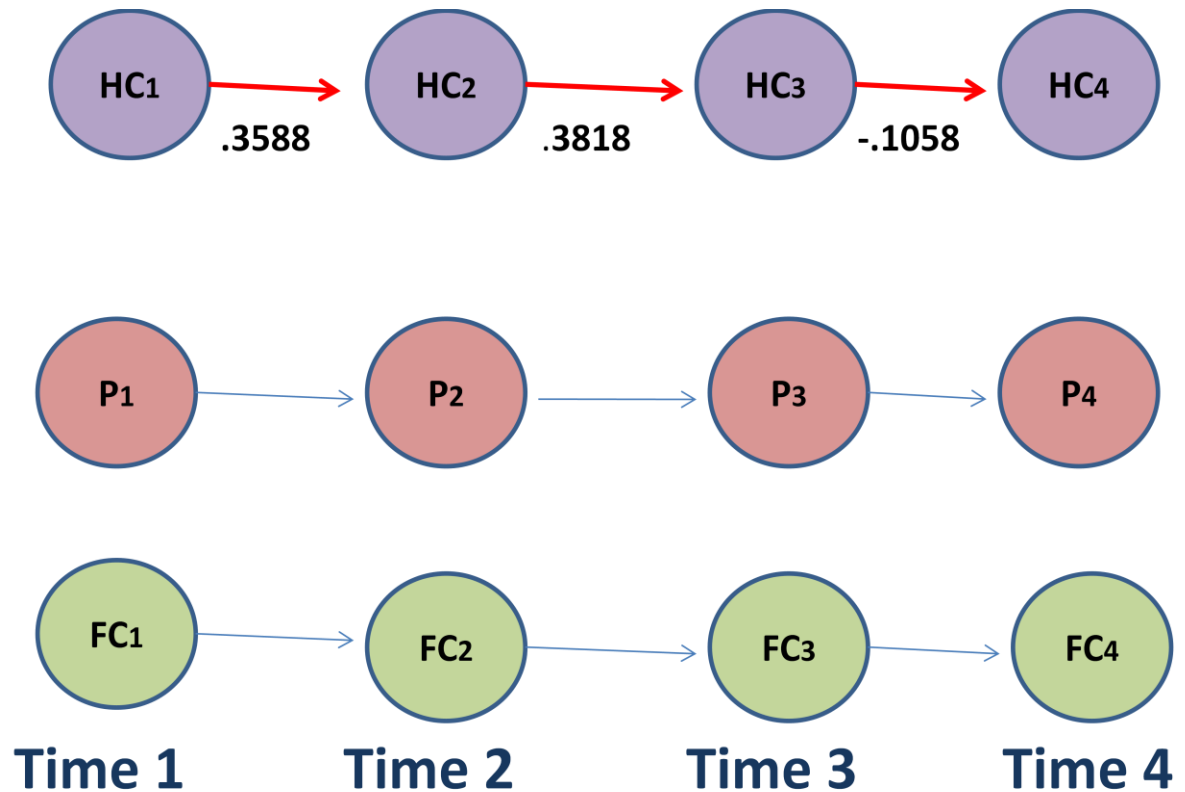 HC1 HC2 HC3 HC4
.3588 .3818 -.1058
P1 P2 P3 P4
FC1 FC2 FC3 FC4
Time 1 Time 2 Time 3 Time 4